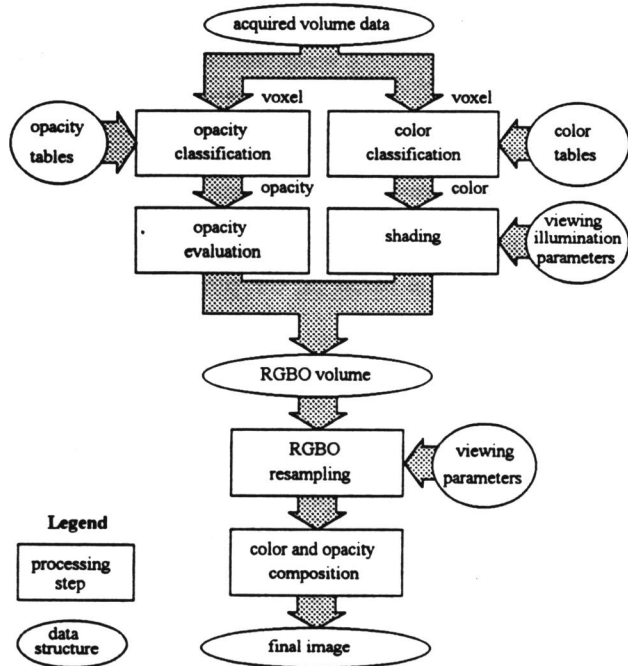 acquired volume data
voxel
voxel
opacity
tables
opacity
classification
color
classification
color
tables
opacity
color
opacity
evaluation
shading
viewing
illumination
parameters
RGBO volume
RGBO
resampling
viewing
parameters
Legend
processing
step
color and opacity
composition
data
structure
final image